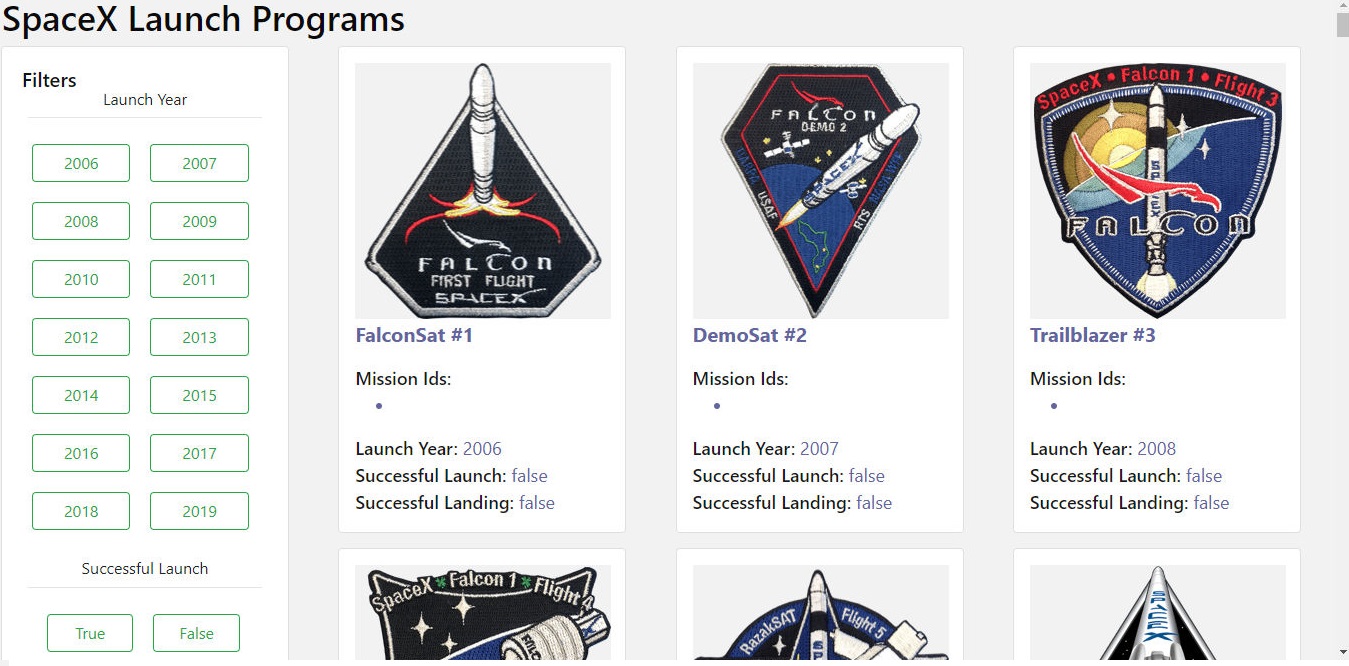 SpaceX Launch Programs
Filters
Launch Year
2006 2007
2008 2009
2010 2011
2012 2013
2014 2015
2016 2017
2018 2019
Successful Launch
True False
FALCON
FIRST FLIGHT
SPACEX
FalconSat #1
Mission Ids:
Launch Year: 2006
Successful Launch: false
Successful Landing: false
FALCON
DEMO 2
SPACEX
USAF
RTS
DemoSat #2
Mission Ids:
Launch Year: 2007
Successful Launch: false
Successful Landing: false
SpaceX • Falcon 1 • Flight 3
SPACEX
FALCON
Trailblazer #3
Mission Ids:
Launch Year: 2008
Successful Launch: false
Successful Landing: false
SpaceX Falcon 1 Flight 4
RazakSAT Flight 5
SPACEX